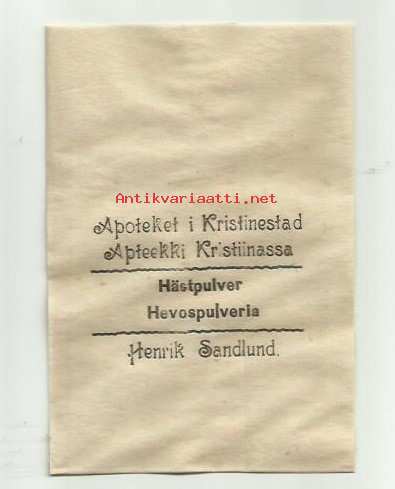 Antikvariaatti.net
Apoteket i Kristinestad
Apteekki Kristiinassa
Hästpulver
Hevospulveria
Henrik Sandlund.